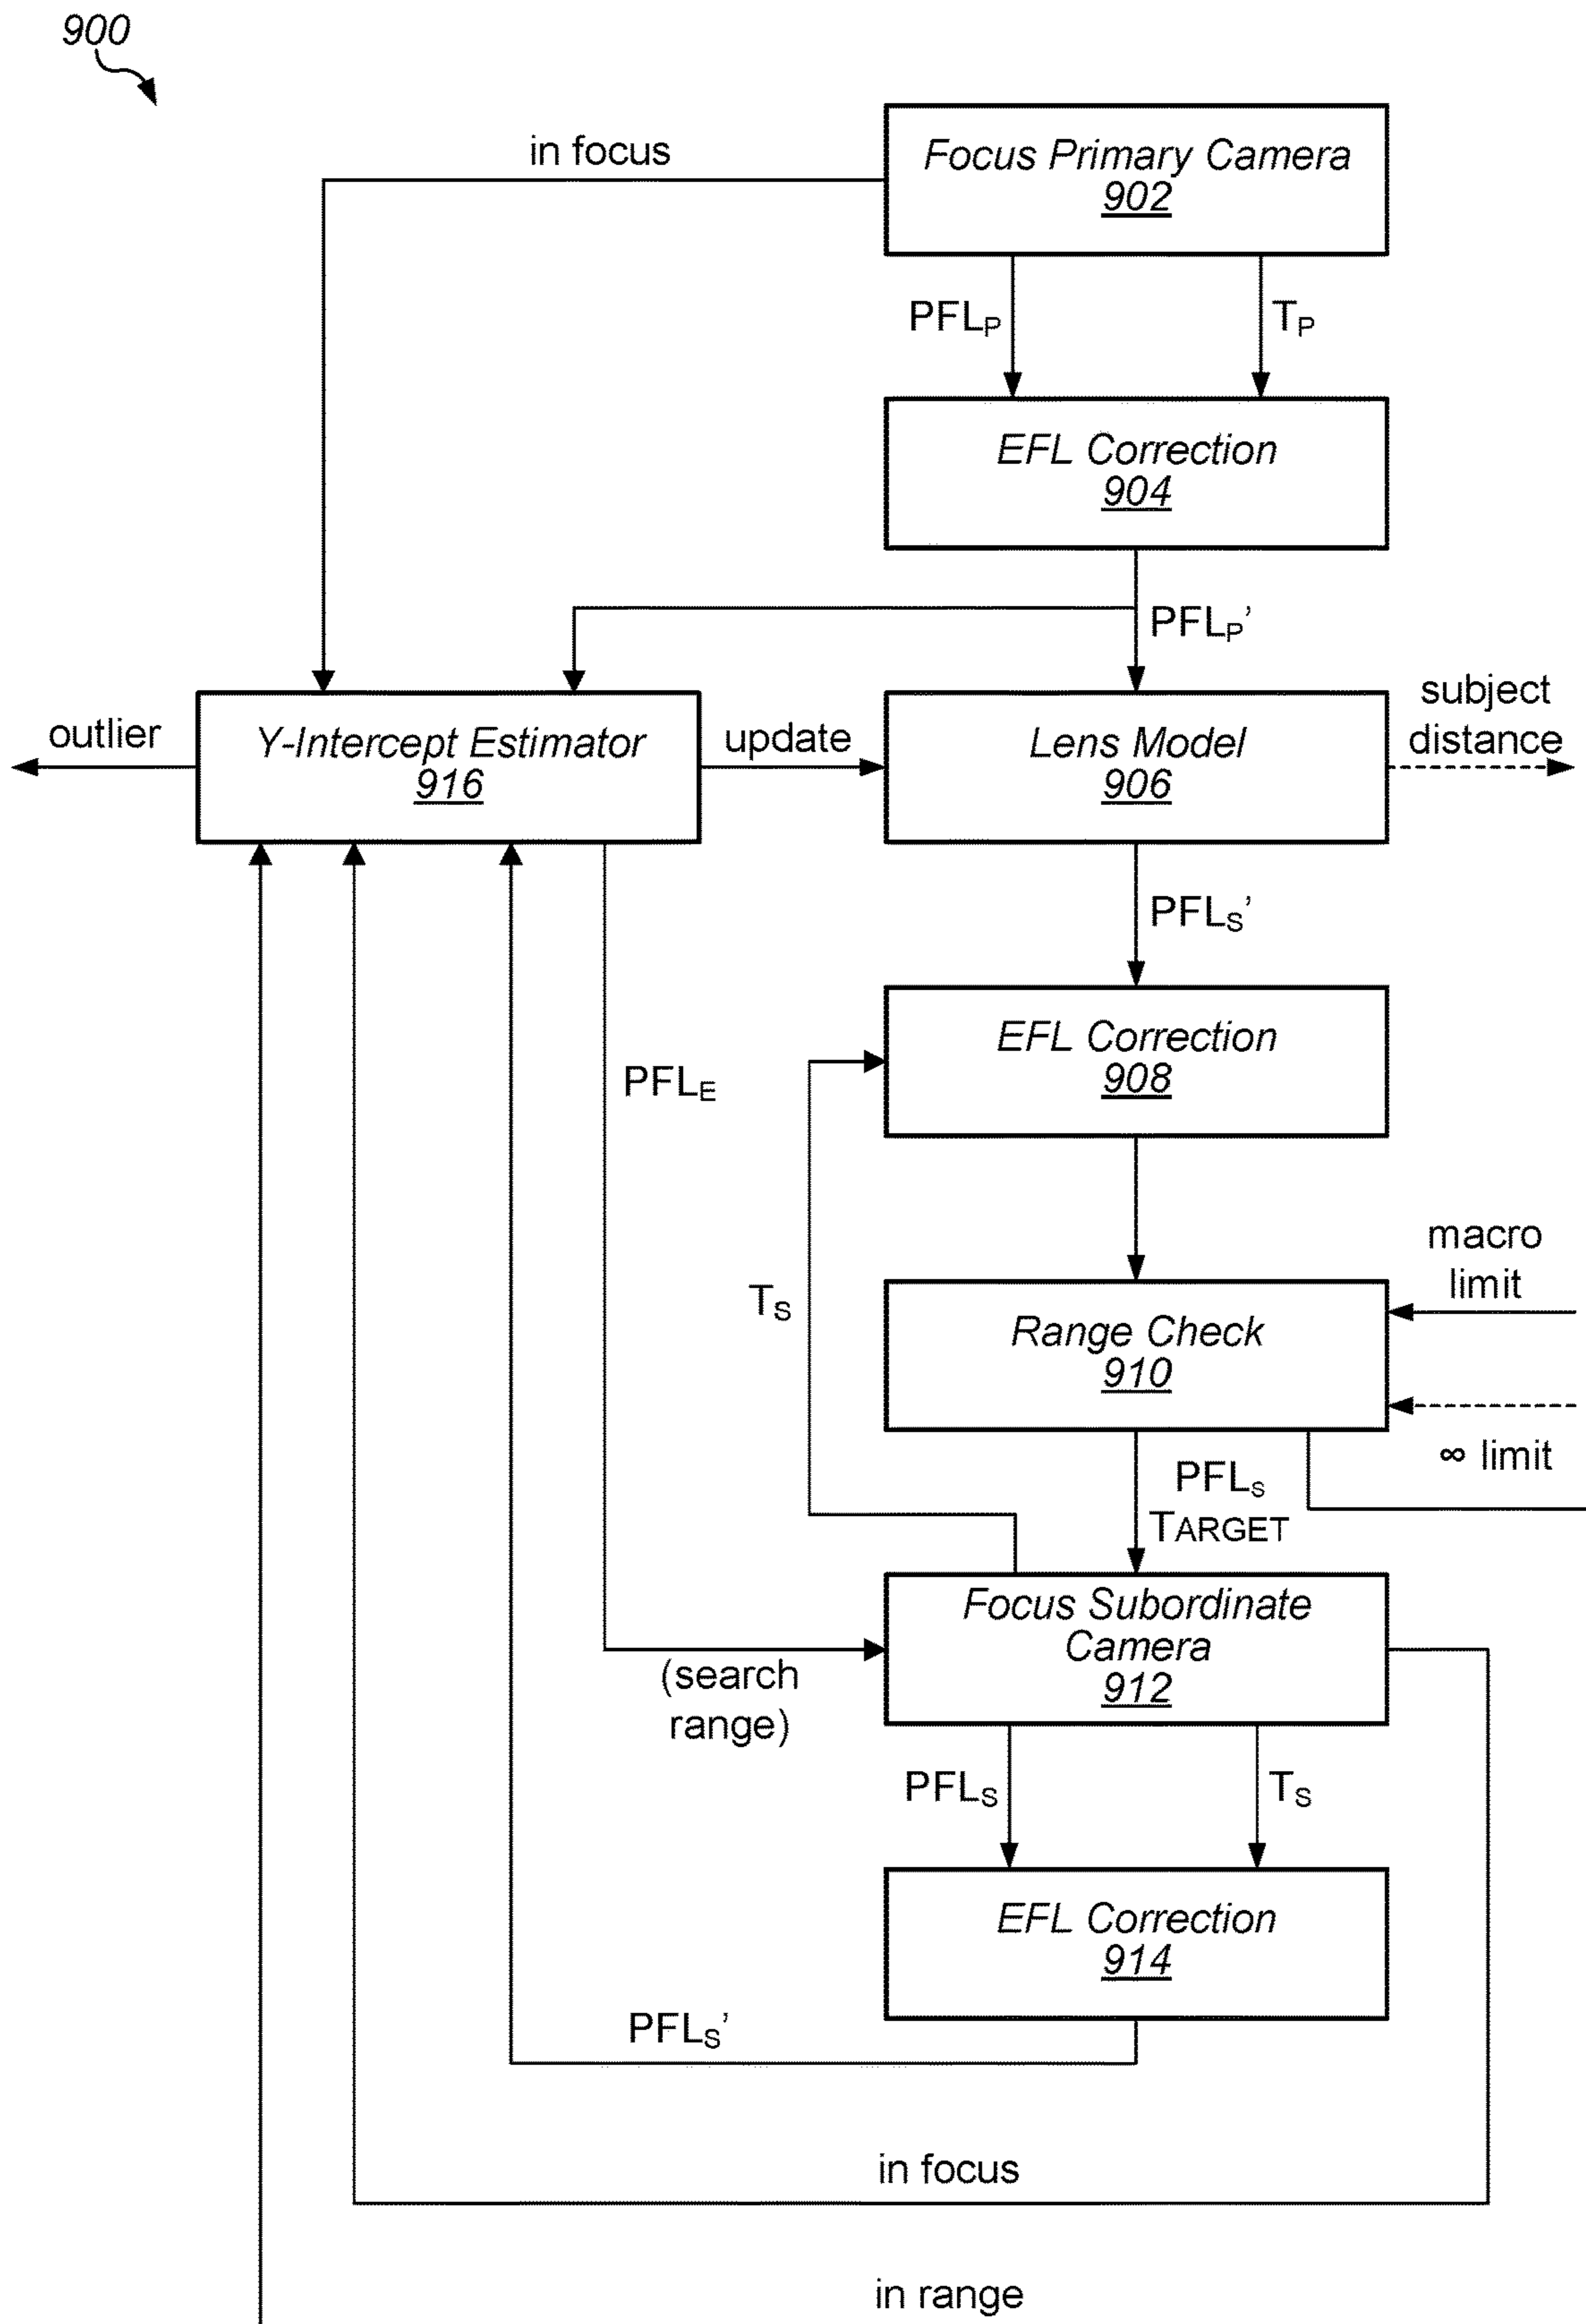 900
in focus
Focus Primary Camera
902
PFLP
TP
EFL Correction
904
PFLP’
outlier
Y-Intercept Estimator
916
update
Lens Model
906
subject
distance
PFLS’
EFL Correction
908
PFLE
TS
macro
limit
Range Check
910
∞ limit
PFLS
TARGET
Focus Subordinate
Camera
912
(search
range)
PFLS
TS
EFL Correction
914
PFLS’
in focus
in range